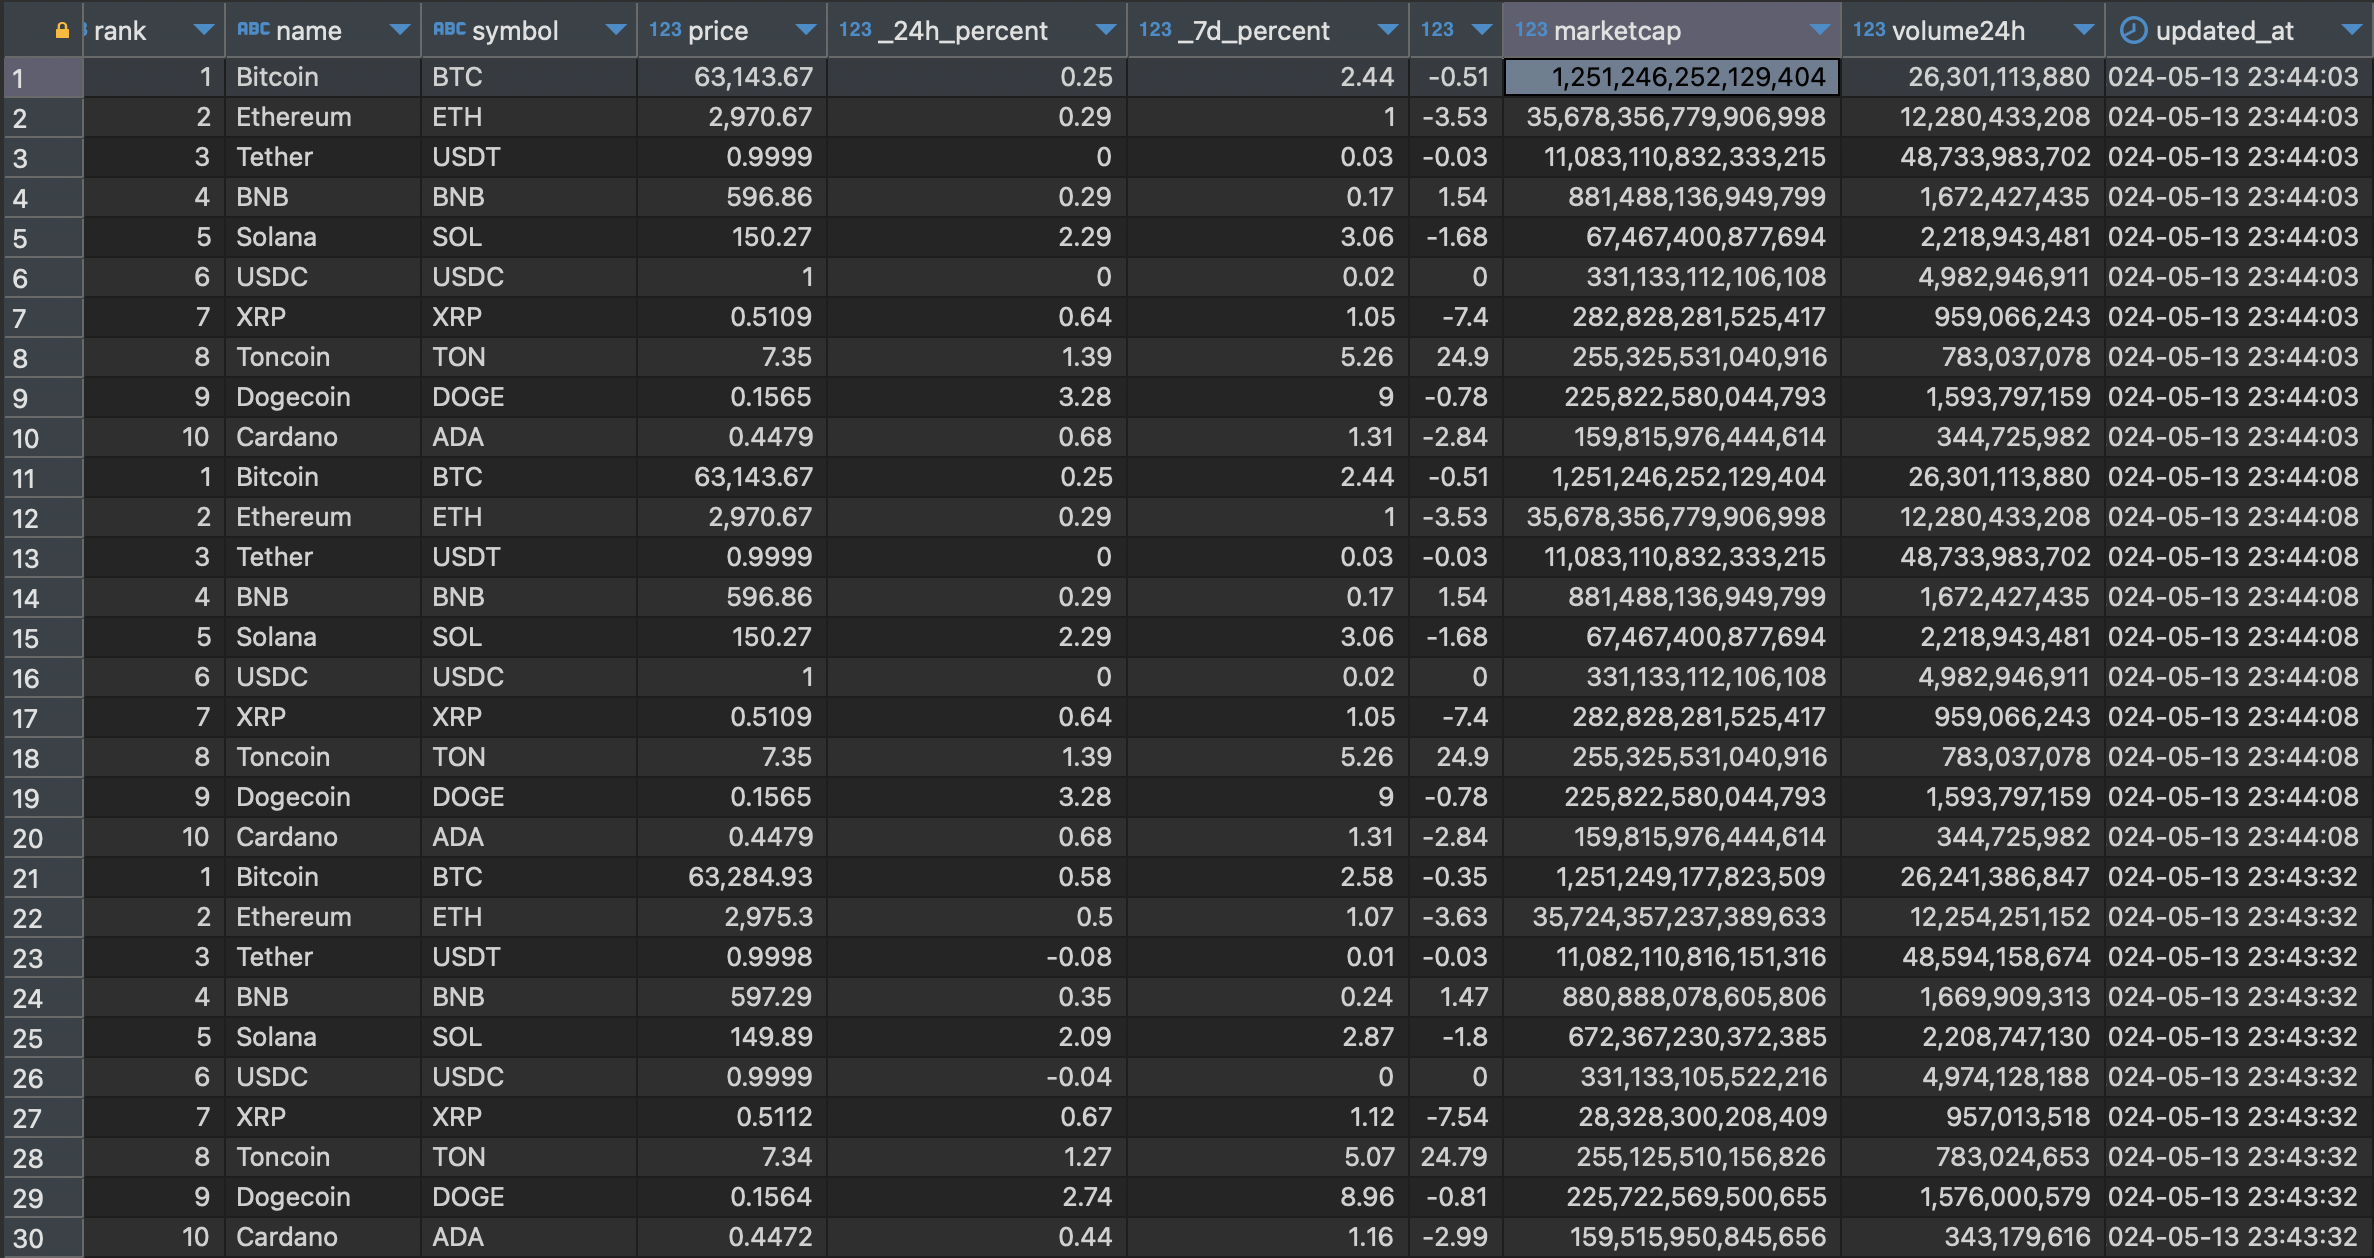 rank ABC name ABC symbol 123 price 123 _24h_percent 123 _7d_percent 123 123 marketcap 123 volume24h updated_at
1 1 Bitcoin BTC 63,143.67 0.25 2.44 -0.51 1,251,246,252,129,404 26,301,113,880 024-05-13 23:44:03
2 2 Ethereum ETH 2,970.67 0.29 1 -3.53 35,678,356,779,906,998 12,280,433,208 024-05-13 23:44:03
3 3 Tether USDT 0.9999 0 0.03 -0.03 11,083,110,832,333,215 48,733,983,702 024-05-13 23:44:03
4 4 BNB BNB 596.86 0.29 0.17 1.54 881,488,136,949,799 1,672,427,435 024-05-13 23:44:03
5 5 Solana SOL 150.27 2.29 3.06 -1.68 67,467,400,877,694 2,218,943,481 024-05-13 23:44:03
6 6 USDC USDC 1 0 0.02 0 331,133,112,106,108 4,982,946,911 024-05-13 23:44:03
7 7 XRP XRP 0.5109 0.64 1.05 -7.4 282,828,281,525,417 959,066,243 024-05-13 23:44:03
8 8 Toncoin TON 7.35 1.39 5.26 24.9 255,325,531,040,916 783,037,078 024-05-13 23:44:03
9 9 Dogecoin DOGE 0.1565 3.28 9 -0.78 225,822,580,044,793 1,593,797,159 024-05-13 23:44:03
10 10 Cardano ADA 0.4479 0.68 1.31 -2.84 159,815,976,444,614 344,725,982 024-05-13 23:44:03
11 1 Bitcoin BTC 63,143.67 0.25 2.44 -0.51 1,251,246,252,129,404 26,301,113,880 024-05-13 23:44:08
12 2 Ethereum ETH 2,970.67 0.29 1 -3.53 35,678,356,779,906,998 12,280,433,208 024-05-13 23:44:08
13 3 Tether USDT 0.9999 0 0.03 -0.03 11,083,110,832,333,215 48,733,983,702 024-05-13 23:44:08
14 4 BNB BNB 596.86 0.29 0.17 1.54 881,488,136,949,799 1,672,427,435 024-05-13 23:44:08
15 5 Solana SOL 150.27 2.29 3.06 -1.68 67,467,400,877,694 2,218,943,481 024-05-13 23:44:08
16 6 USDC USDC 1 0 0.02 0 331,133,112,106,108 4,982,946,911 024-05-13 23:44:08
17 7 XRP XRP 0.5109 0.64 1.05 -7.4 282,828,281,525,417 959,066,243 024-05-13 23:44:08
18 8 Toncoin TON 7.35 1.39 5.26 24.9 255,325,531,040,916 783,037,078 024-05-13 23:44:08
19 9 Dogecoin DOGE 0.1565 3.28 9 -0.78 225,822,580,044,793 1,593,797,159 024-05-13 23:44:08
20 10 Cardano ADA 0.4479 0.68 1.31 -2.84 159,815,976,444,614 344,725,982 024-05-13 23:44:08
21 1 Bitcoin BTC 63,284.93 0.58 2.58 -0.35 1,251,249,177,823,509 26,241,386,847 024-05-13 23:43:32
22 2 Ethereum ETH 2,975.3 0.5 1.07 -3.63 35,724,357,237,389,633 12,254,251,152 024-05-13 23:43:32
23 3 Tether USDT 0.9998 -0.08 0.01 -0.03 11,082,110,816,151,316 48,594,158,674 024-05-13 23:43:32
24 4 BNB BNB 597.29 0.35 0.24 1.47 880,888,078,605,806 1,669,909,313 024-05-13 23:43:32
25 5 Solana SOL 149.89 2.09 2.87 -1.8 672,367,230,372,385 2,208,747,130 024-05-13 23:43:32
26 6 USDC USDC 0.9999 -0.04 0 0 331,133,105,522,216 4,974,128,188 024-05-13 23:43:32
27 7 XRP XRP 0.5112 0.67 1.12 -7.54 28,328,300,208,409 957,013,518 024-05-13 23:43:32
28 8 Toncoin TON 7.34 1.27 5.07 24.79 255,125,510,156,826 783,024,653 024-05-13 23:43:32
29 9 Dogecoin DOGE 0.1564 2.74 8.96 -0.81 225,722,569,500,655 1,576,000,579 024-05-13 23:43:32
30 10 Cardano ADA 0.4472 0.44 1.16 -2.99 159,515,950,845,656 343,179,616 024-05-13 23:43:32